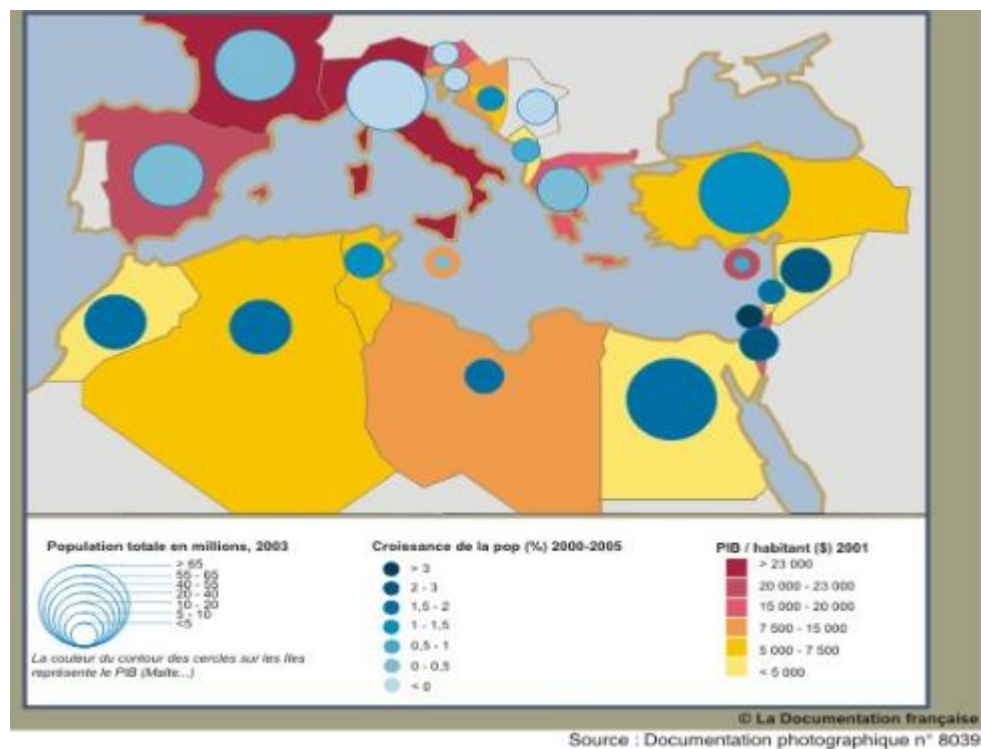 Population totale en millions, 2003
> 65
55 - 65
40 - 55
20 - 40
10 - 20
5 - 10
<5
La couleur du contour des cercles sur les îles
représente le PIB (Malte...)
Croissance de la pop (%) 2000-2005
> 3
2 - 3
1,5 - 2
1 - 1,5
0,5 - 1
0 - 0,5
< 0
PIB / habitant ($) 2001
> 23 000
20 000 - 23 000
15 000 - 20 000
7 500 - 15 000
5 000 - 7 500
< 5 000
© La Documentation française
Source : Documentation photographique n° 8039